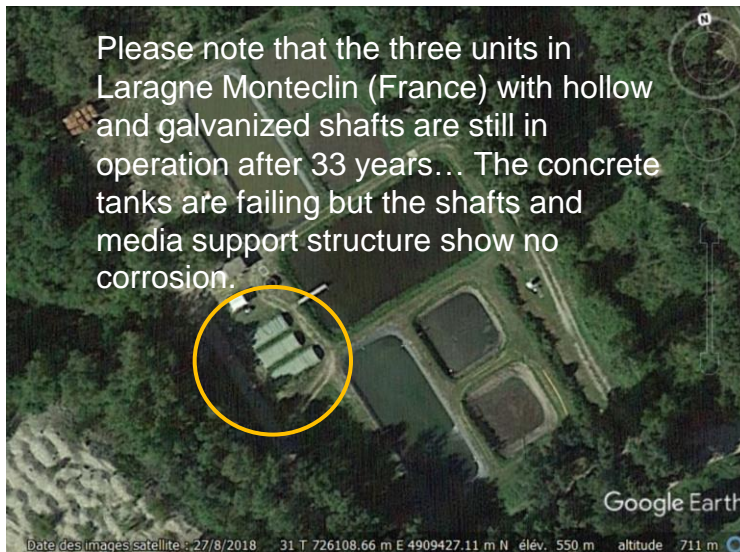 Please note that the three units in
Laragne Monteclin (France) with hollow
and galvanized shafts are still in
operation after 33 years… The concrete
tanks are failing but the shafts and
media support structure show no
corrosion.
N
Google Earth
Date des images satellite : 27/8/2018 31 T 726108.66 m E 4909427.11 m N élév. 550 m altitude 711 m